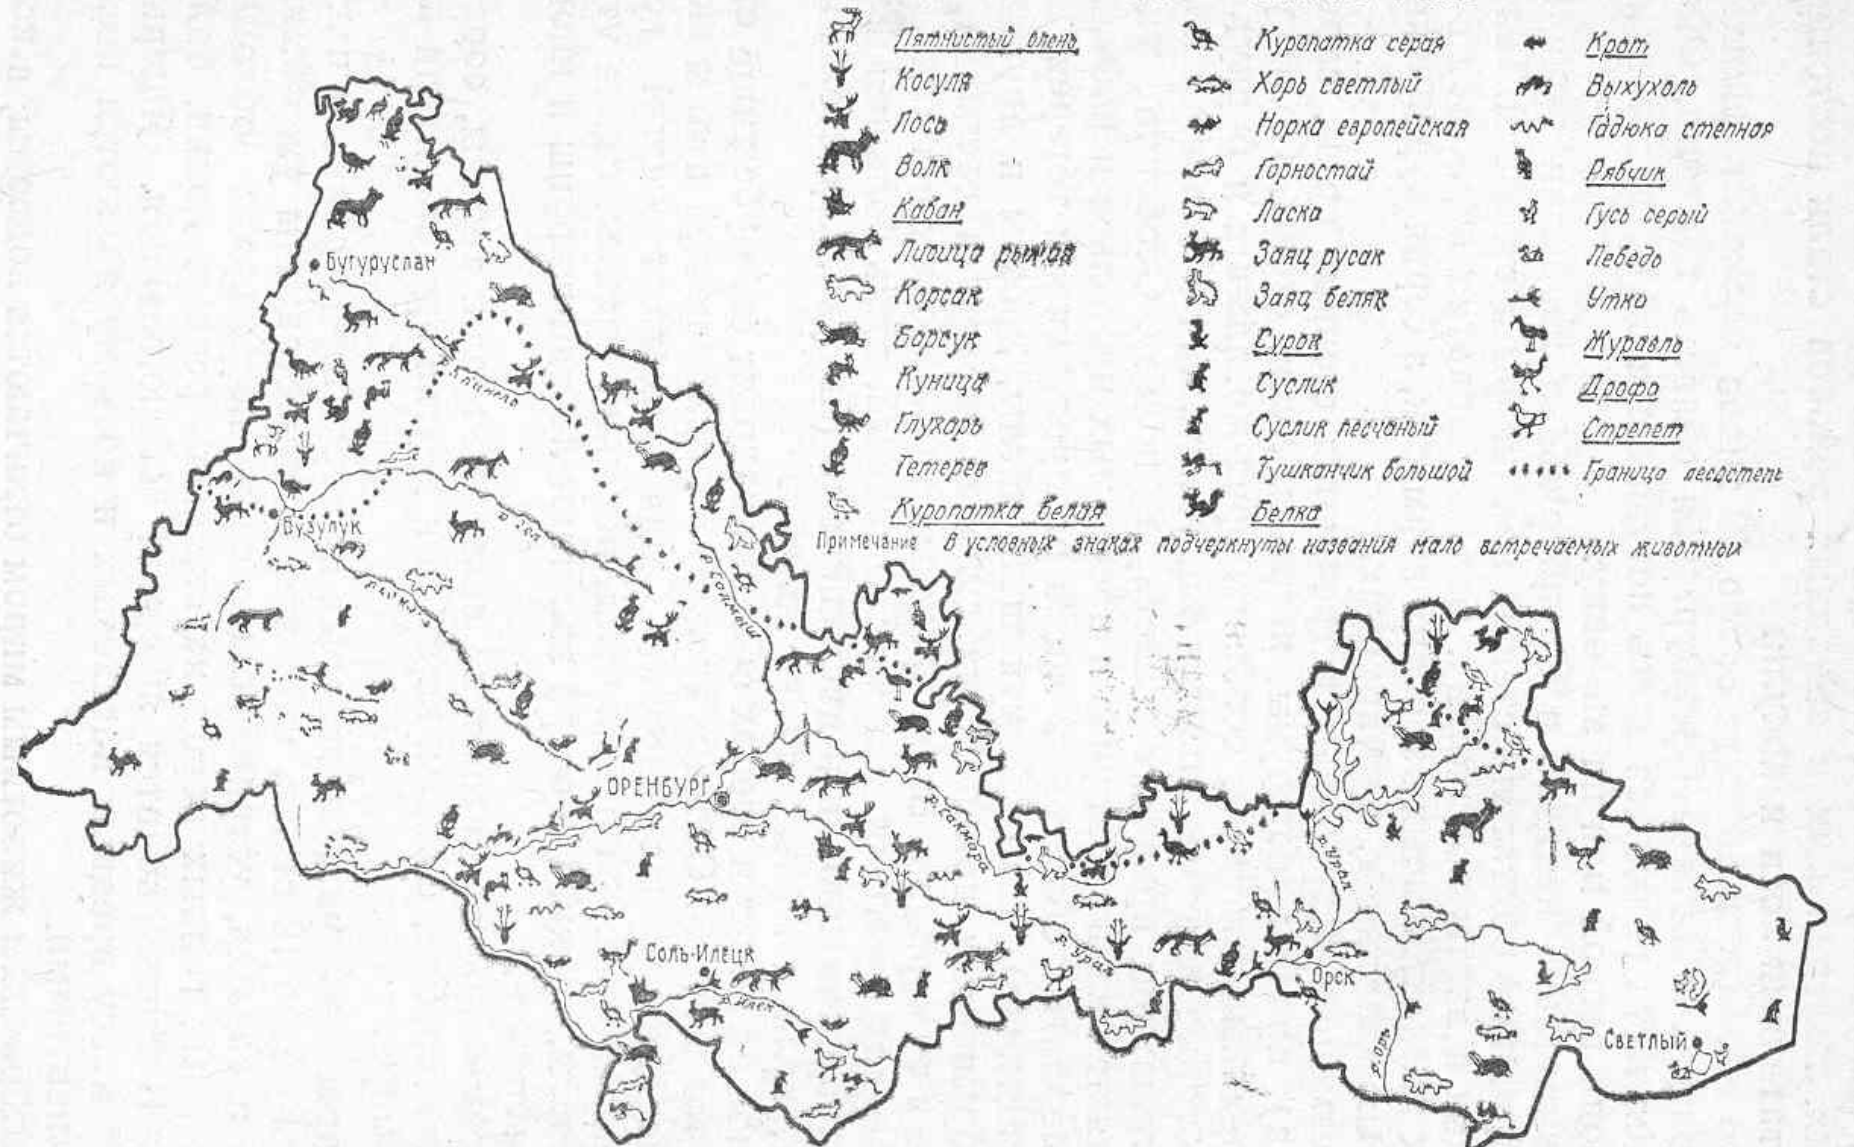 Пятнистый олень
Косуля
Лось
Волк
Кабан
Лисица рыжая
Корсак
Барсук
Куница
Глухарь
Тетерев
Куропатка белая
Куропатка серая
Хорь светлый
Норка европейская
Горностай
Ласка
Заяц русак
Заяц беляк
Сурок
Суслик
Суслик песчаный
Тушканчик большой
Белка
Крот
Выхухоль
Гадюка степная
Рябчик
Гусь серый
Лебедь
Утка
Журавль
Дрофа
Стрепет
Граница лесостепь
Примечание В условных знаках подчеркнуты названия мало встречаемых животных
Бугуруслан
Бузулук
р. Салмыш
ОРЕНБУРГ
р. Сакмара
р. Урал
Соль-Илецк
р. Илек
р. Урал
Орск
р. Орь
Светлый